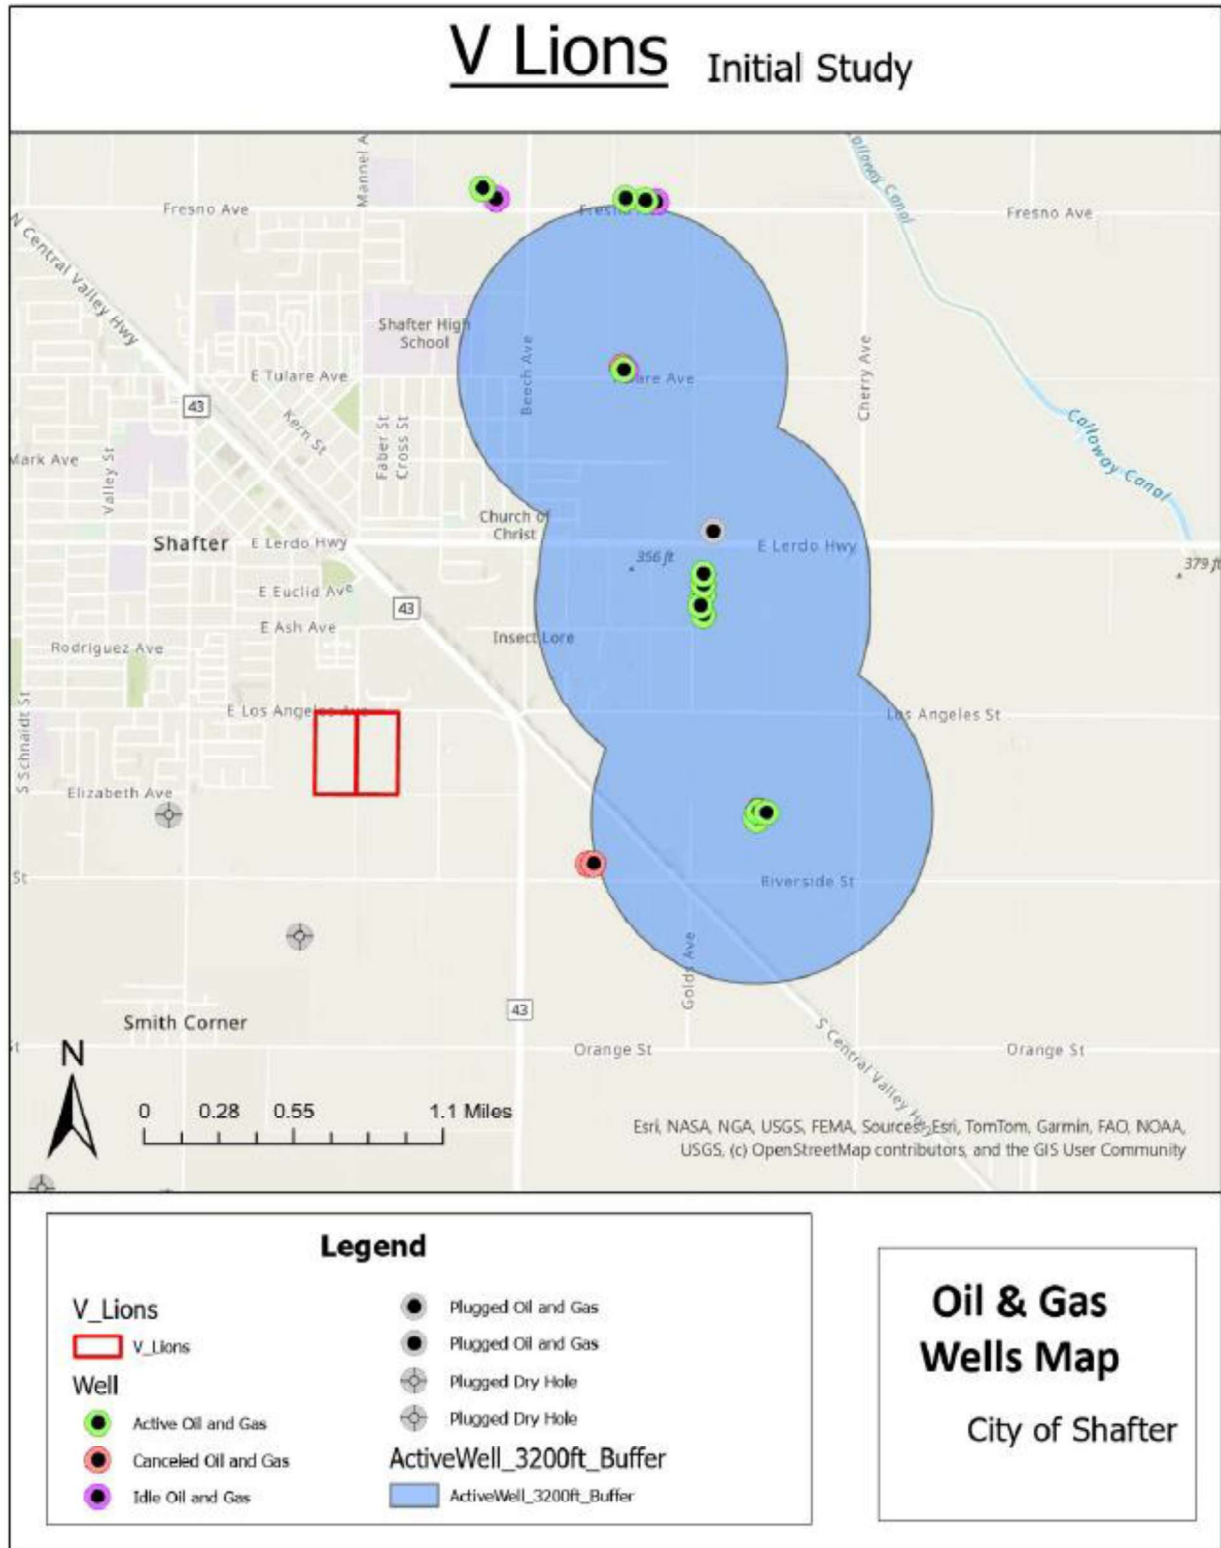 V Lions Initial Study
Mannel A
Calloway Canal
Fresno Ave
Fresno
Fresno Ave
N Central Valley Hwy
Shafter High
School
E Tulare Ave
Beech Ave
Cherry Ave
43
Kern St
Faber St
Cross St
Calloway Canal
Mark Ave
Valley St
Church of
Christ
Shafter
E Lerdo Hwy
E Lerdo Hwy
356 ft
379 ft
E Euclid Ave
43
E Ash Ave
Insect Lore
Rodriguez Ave
E Los Angeles Ave
Los Angeles St
S Schnaidt St
Elizabeth Ave
St
Riverside St
Golds Ave
Smith Corner
43
S Central Valley Hwy
Orange St
Orange St
N
0 0.28 0.55 1.1 Miles
Esri, NASA, NGA, USGS, FEMA, Sources: Esri, TomTom, Garmin, FAO, NOAA,
USGS, (c) OpenStreetMap contributors, and the GIS User Community
Legend
V_Lions
V_Lions
Well
Active Oil and Gas
Canceled Oil and Gas
Idle Oil and Gas
Plugged Oil and Gas
Plugged Oil and Gas
Plugged Dry Hole
Plugged Dry Hole
ActiveWell_3200ft_Buffer
ActiveWell_3200ft_Buffer
Oil & Gas
Wells Map
City of Shafter